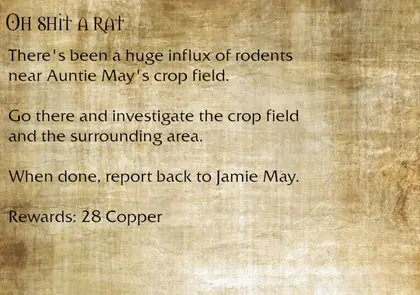 Oh shit a rat
There's been a huge influx of rodents
near Auntie May's crop field.
Go there and investigate the crop field
and the surrounding area.
When done, report back to Jamie May.
Rewards: 28 Copper